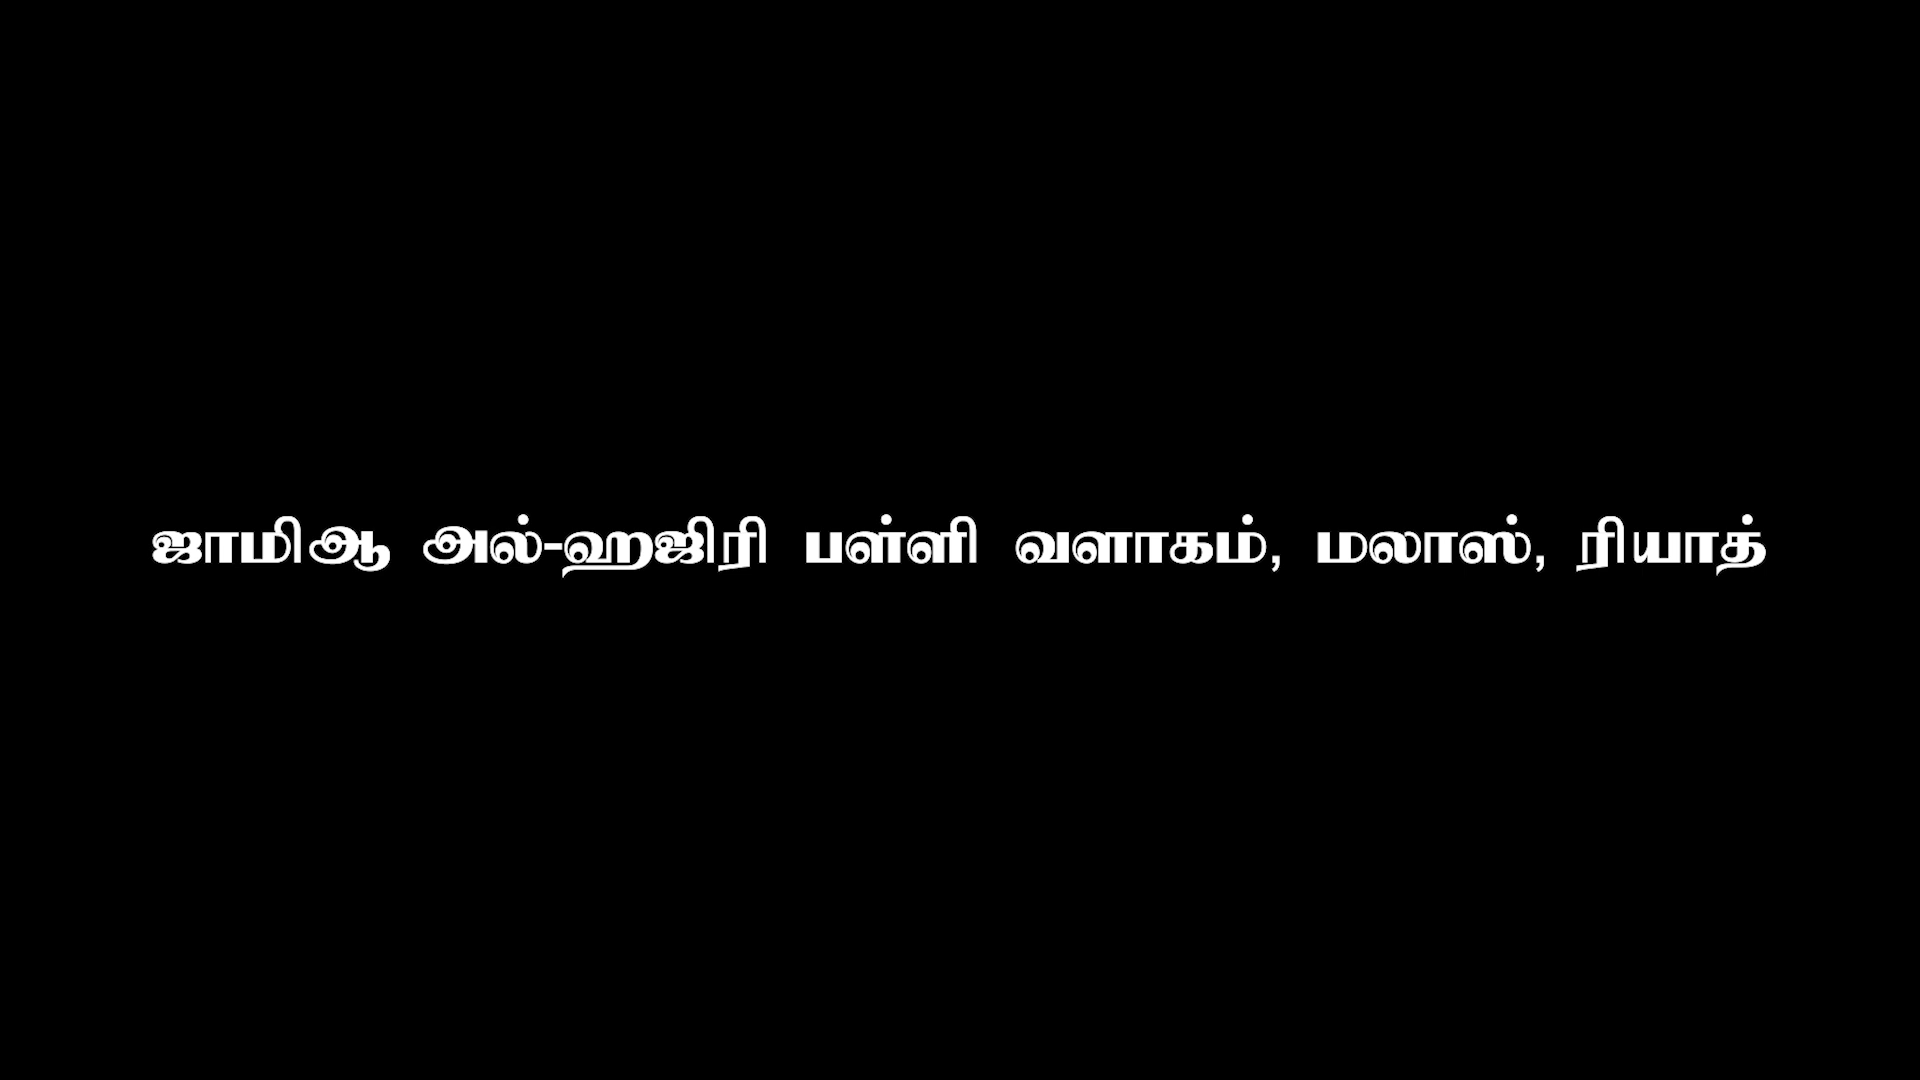 ஜாமிஆ அல்-ஹஜிரி பள்ளி வளாகம், மலாஸ், ரியாத்